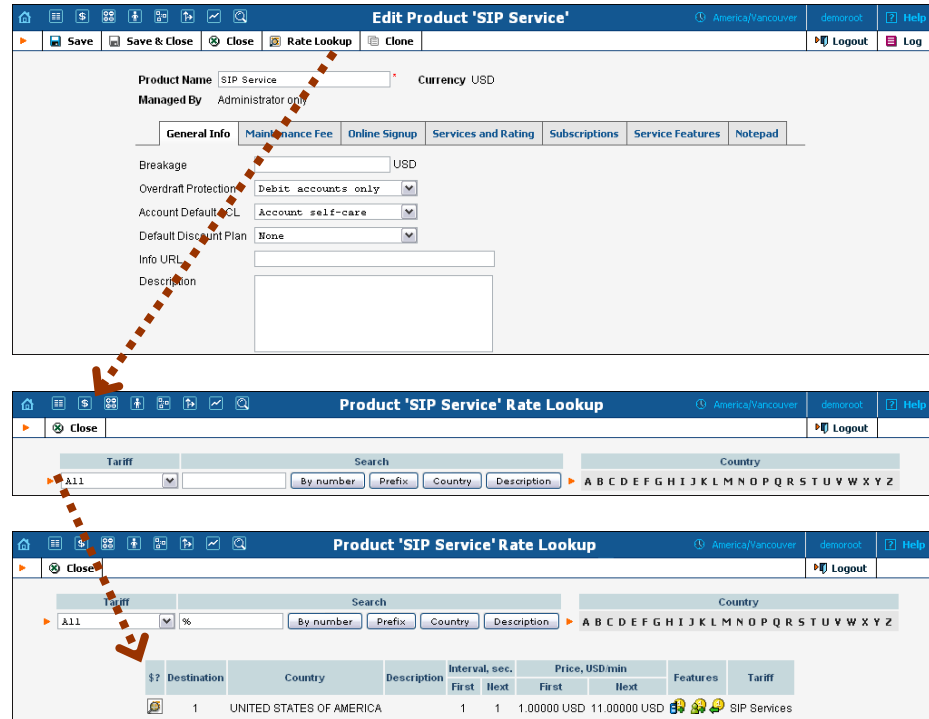 Edit Product 'SIP Service' America/Vancouver demoroot ? Help
Save Save & Close Close Rate Lookup Clone Logout Log
Product Name SIP Service * Currency USD
Managed By Administrator only
General Info Maintenance Fee Online Signup Services and Rating Subscriptions Service Features Notepad
Breakage USD
Overdraft Protection Debit accounts only
Account Default ACL Account self-care
Default Discount Plan None
Info URL
Description
Product 'SIP Service' Rate Lookup America/Vancouver demoroot ? Help
Close Logout
Tariff Search Country
All By number Prefix Country Description A B C D E F G H I J K L M N O P Q R S T U V W X Y Z
Product 'SIP Service' Rate Lookup America/Vancouver demoroot ? Help
Close Logout
Tariff Search Country
All % By number Prefix Country Description A B C D E F G H I J K L M N O P Q R S T U V W X Y Z
$? Destination Country Description Interval, sec. Price, USD/min Features Tariff
First Next First Next
1 UNITED STATES OF AMERICA 1 1 1.00000 USD 11.00000 USD SIP Services